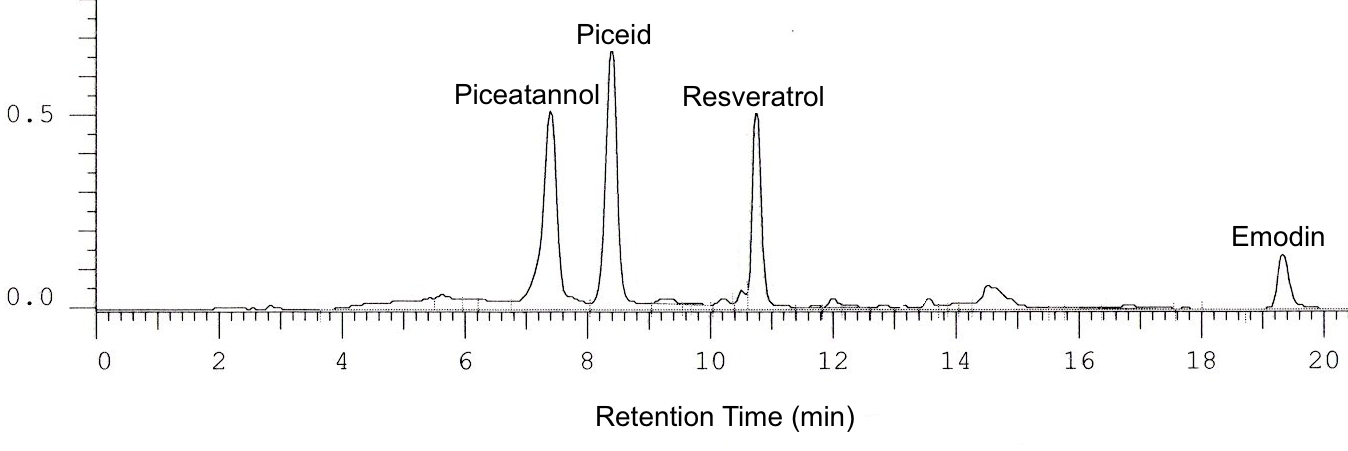 Piceid
Piceatannol
Resveratrol
0.5
Emodin
0.0
0 2 4 6 8 10 12 14 16 18 20
Retention Time (min)